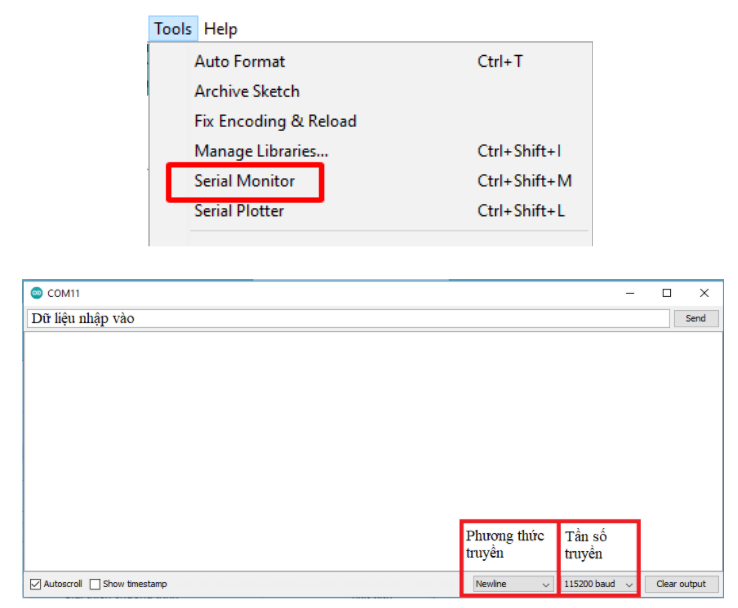 Tools Help
Auto Format Ctrl+T
Archive Sketch
Fix Encoding & Reload
Manage Libraries... Ctrl+Shift+I
Serial Monitor Ctrl+Shift+M
Serial Plotter Ctrl+Shift+L
COM11
Dữ liệu nhập vào Send
Phương thức
truyền
Tần số
truyền
Autoscroll Show timestamp Newline 115200 baud Clear output